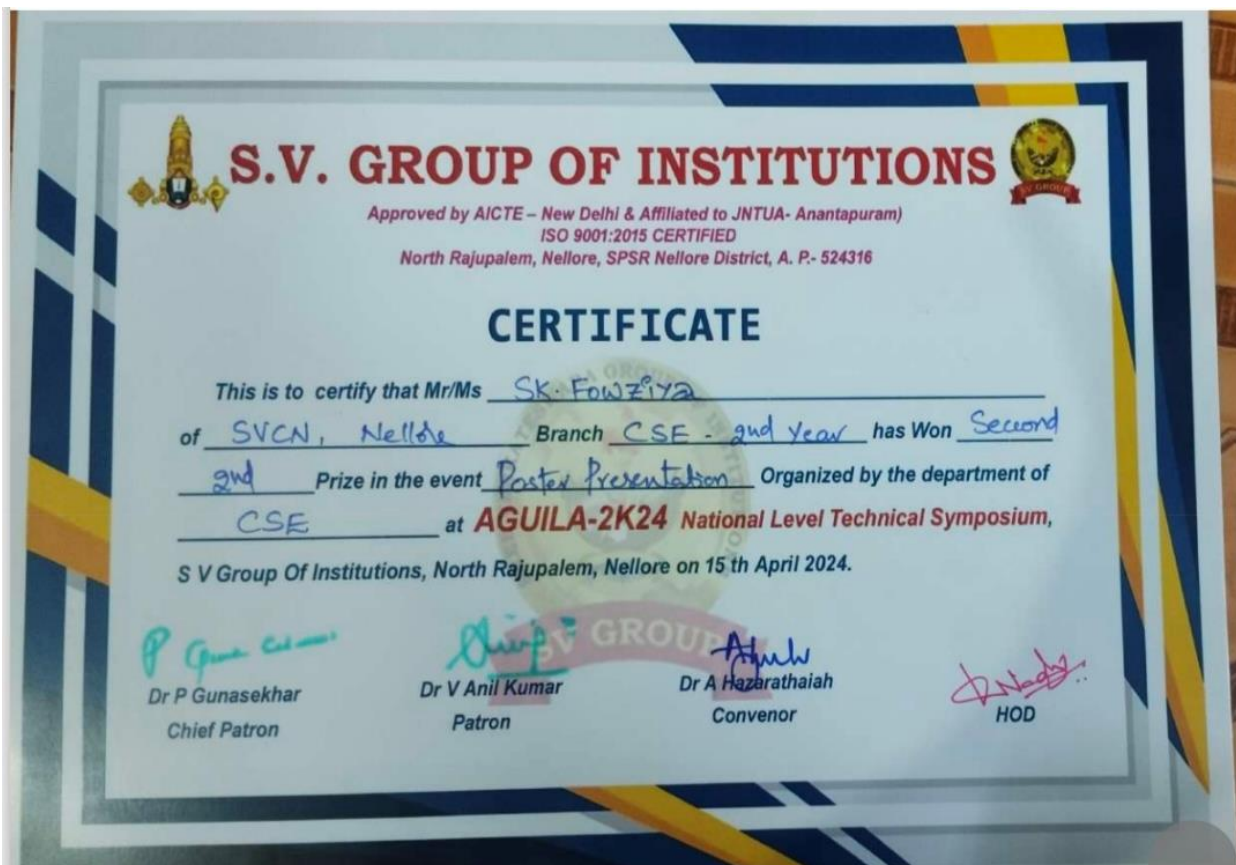 S.V. GROUP OF INSTITUTIONS
SV GROUP
Approved by AICTE – New Delhi & Affiliated to JNTUA- Anantapuram)
ISO 9001:2015 CERTIFIED
North Rajupalem, Nellore, SPSR Nellore District, A. P.- 524316
CERTIFICATE
This is to certify that Mr/Ms SK. Fowziya
of SVCN, Nellore Branch CSE - 2nd Year has Won Second
2nd Prize in the event Poster Presentation Organized by the department of
CSE at AGUILA-2K24 National Level Technical Symposium,
S V Group Of Institutions, North Rajupalem, Nellore on 15 th April 2024.
SV GROUP
Dr P Gunasekhar Dr V Anil Kumar Dr A Hazarathaiah
Chief Patron Patron Convenor HOD